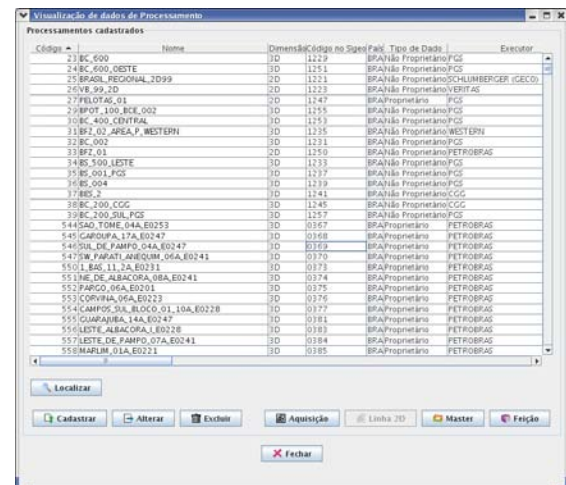 Visualização de dados de Processamento
Processamentos cadastrados
Código Nome Dimensão Código no Sigeo País Tipo de Dado Executor
23 BC_600 3D 1229 BRA Não Proprietário PGS
24 BC_600_OESTE 3D 1251 BRA Não Proprietário PGS
25 BRASIL_REGIONAL_2D99 2D 1221 BRA Não Proprietário SCHLUMBERGER (GECO)
26 VB_99_2D 2D 1223 BRA Não Proprietário VERITAS
27 PELOTAS_01 2D 1247 BRA Proprietário PGS
29 BPOT_100_BCE_002 3D 1255 BRA Não Proprietário PGS
30 BC_400_CENTRAL 3D 1253 BRA Não Proprietário PGS
31 BFZ_02_AREA_P_WESTERN 3D 1235 BRA Não Proprietário WESTERN
32 BC_002 3D 1231 BRA Não Proprietário PGS
33 BFZ_01 2D 1250 BRA Não Proprietário PETROBRAS
34 BS_500_LESTE 3D 1233 BRA Não Proprietário PGS
35 BS_001_PGS 3D 1237 BRA Não Proprietário PGS
36 BS_004 3D 1239 BRA Não Proprietário PGS
37 BES_2 3D 1241 BRA Não Proprietário CGG
38 BC_200_CGG 3D 1245 BRA Não Proprietário CGG
39 BC_200_SUL_PGS 3D 1257 BRA Não Proprietário PGS
544 SAO_TOME_04A_E0253 3D 0367 BRA Proprietário PETROBRAS
545 GAROUPA_17A_E0247 3D 0368 BRA Proprietário PETROBRAS
546 SUL_DE_PAMPO_04A_E0247 3D 0369 BRA Proprietário PETROBRAS
547 SW_PARATI_ANEQUIM_06A_E0241 3D 0370 BRA Proprietário PETROBRAS
550 1_BAS_11_2A_E0231 3D 0373 BRA Proprietário PETROBRAS
551 NE_DE_ALBACORA_08A_E0241 3D 0374 BRA Proprietário PETROBRAS
552 PARGO_06A_E0201 3D 0375 BRA Proprietário PETROBRAS
553 CORVINA_06A_E0223 3D 0376 BRA Proprietário PETROBRAS
554 CAMPOS_SUL_BLOCO_01_10A_E0228 3D 0377 BRA Proprietário PETROBRAS
555 GUARAJUBA_14A_E0247 3D 0381 BRA Proprietário PETROBRAS
556 LESTE_ALBACORA_I_E0228 3D 0383 BRA Proprietário PETROBRAS
557 LESTE_DE_PAMPO_07A_E0241 3D 0384 BRA Proprietário PETROBRAS
558 MARLIM_01A_E0221 3D 0385 BRA Proprietário PETROBRAS
Localizar
Cadastrar Alterar Excluir Aquisição Linha 2D Master Feição
Fechar